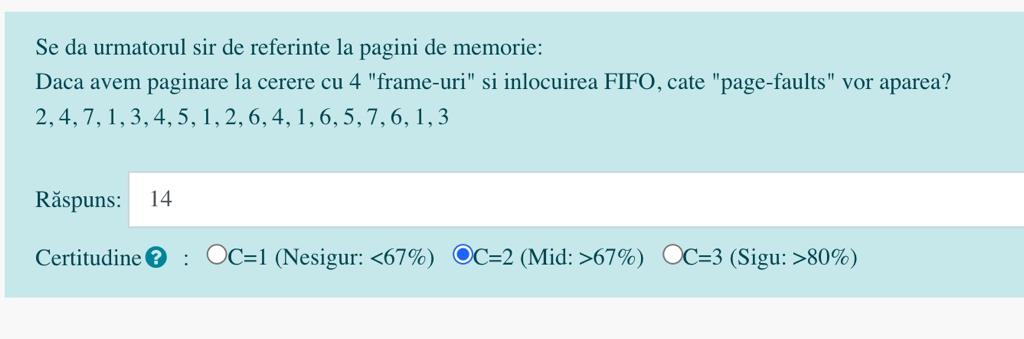 Se da urmatorul sir de referinte la pagini de memorie:
Daca avem paginare la cerere cu 4 "frame-uri" si inlocuirea FIFO, cate "page-faults" vor aparea?
2, 4, 7, 1, 3, 4, 5, 1, 2, 6, 4, 1, 6, 5, 7, 6, 1, 3
Răspuns: 14
Certitudine ? : C=1 (Nesigur: <67%) C=2 (Mid: >67%) C=3 (Sigu: >80%)